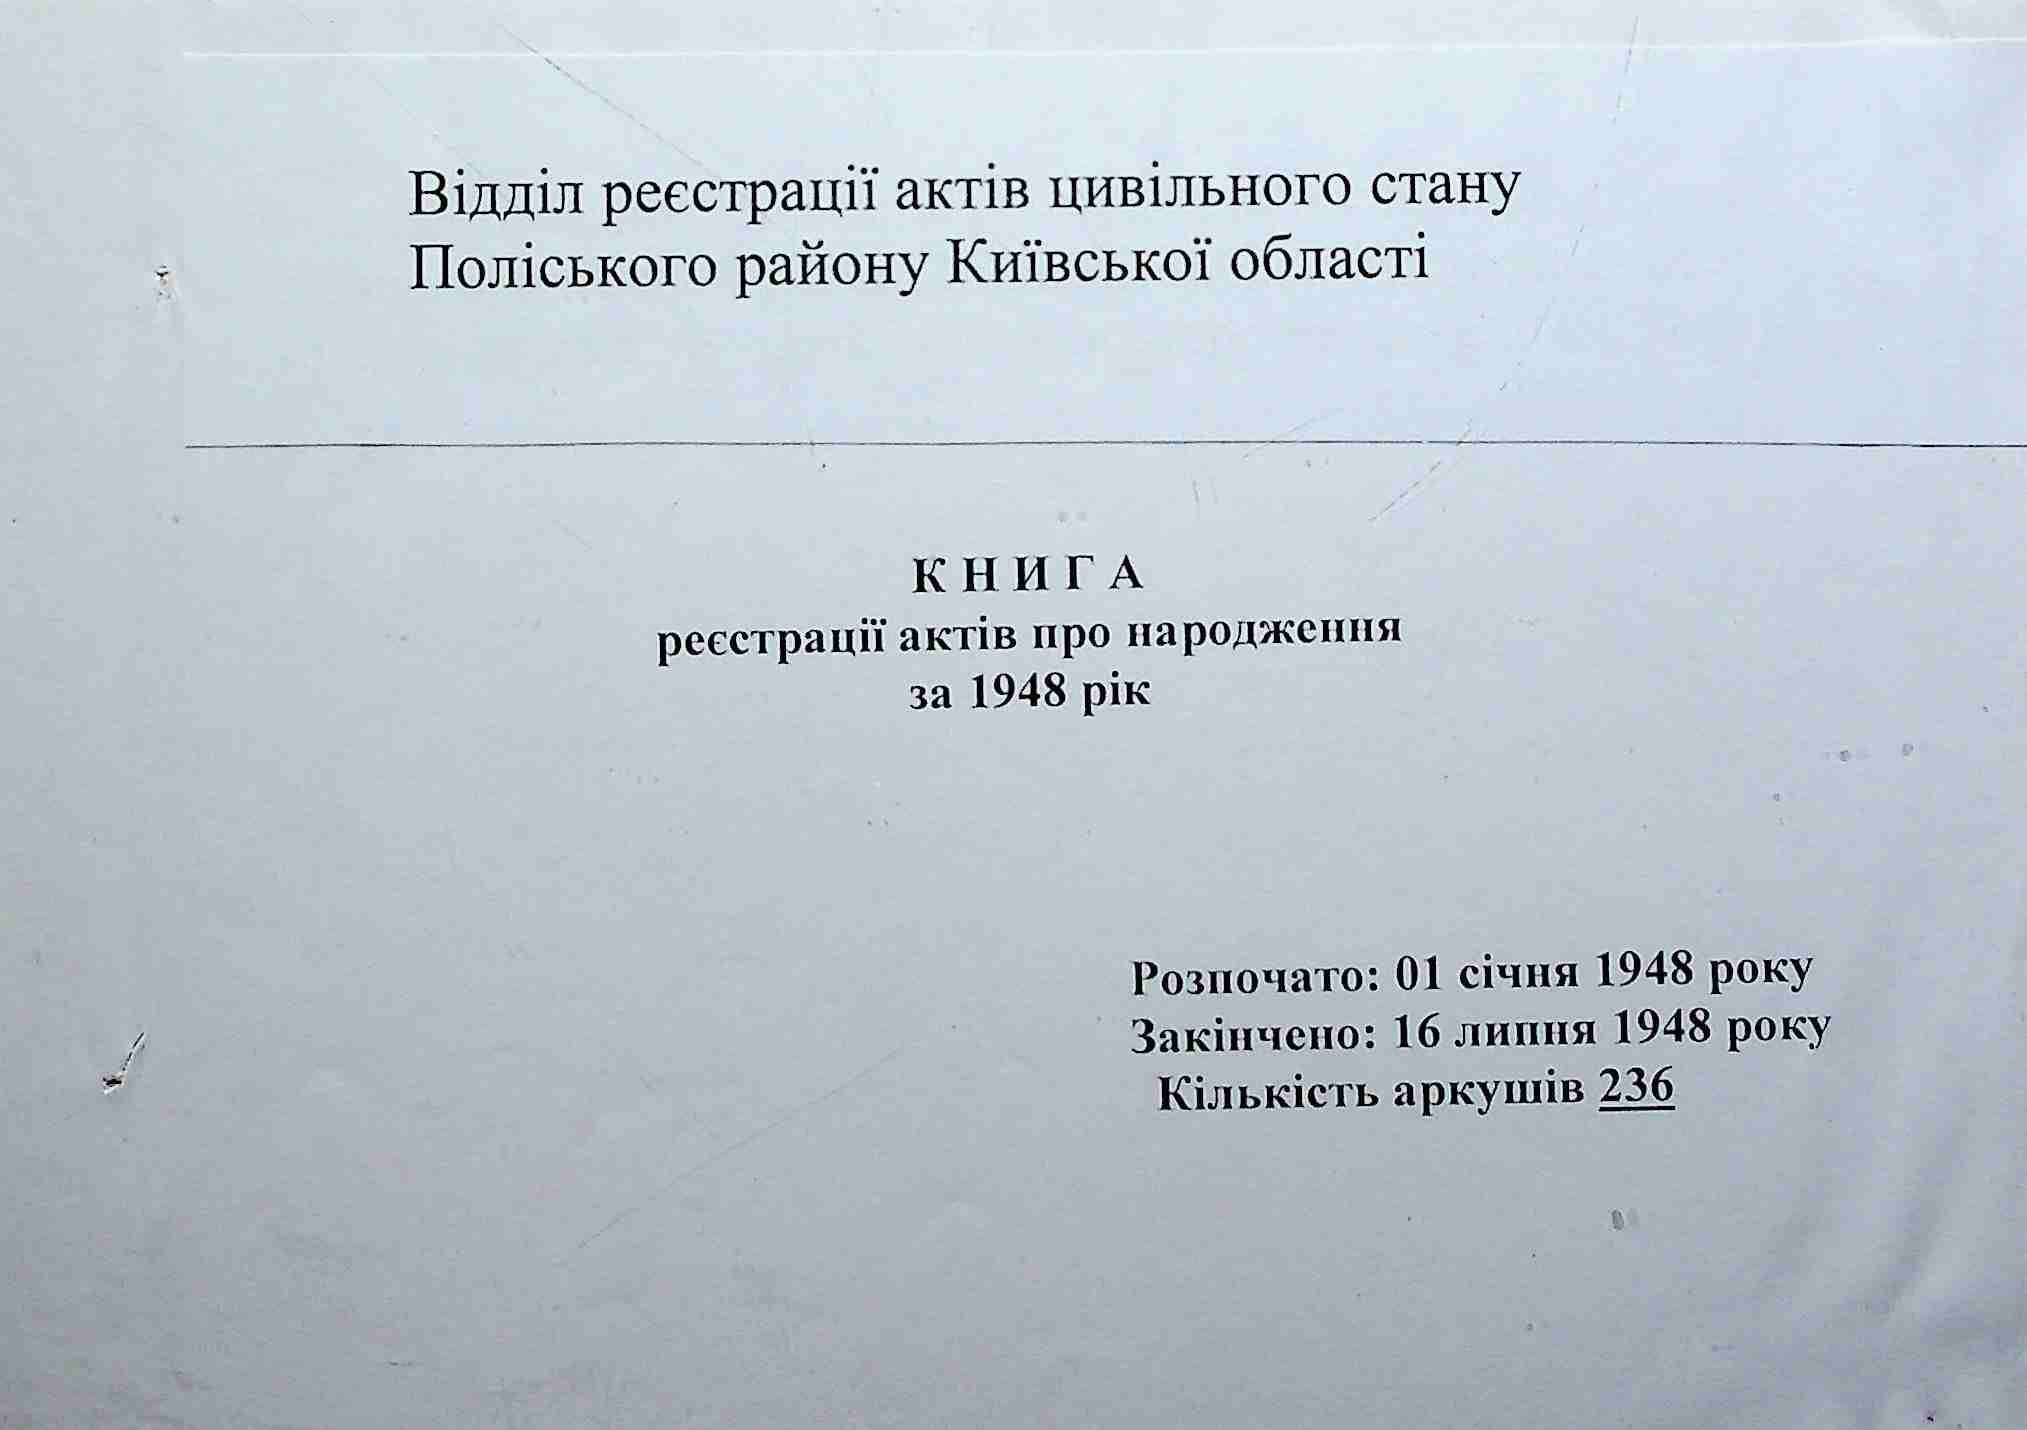 Відділ реєстрації актів цивільного стану
Поліського району Київської області
К Н И Г А
реєстрації актів про народження
за 1948 рік
Розпочато: 01 січня 1948 року
Закінчено: 16 липня 1948 року
Кількість аркушів 236